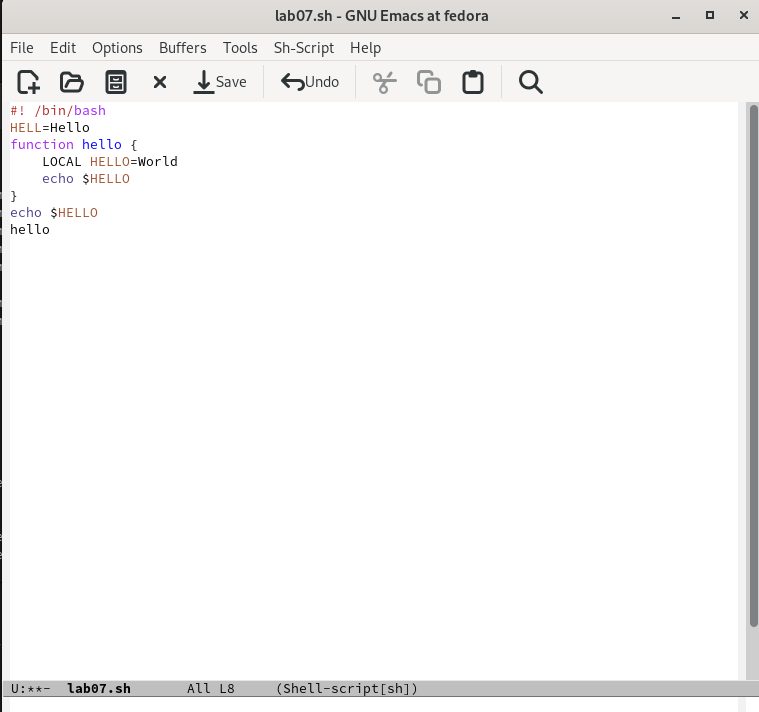 lab07.sh - GNU Emacs at fedora
File Edit Options Buffers Tools Sh-Script Help
Save Undo
#! /bin/bash
HELL=Hello
function hello {
    LOCAL HELLO=World
    echo $HELLO
}
echo $HELLO
hello
U:**- lab07.sh All L8 (Shell-script[sh])